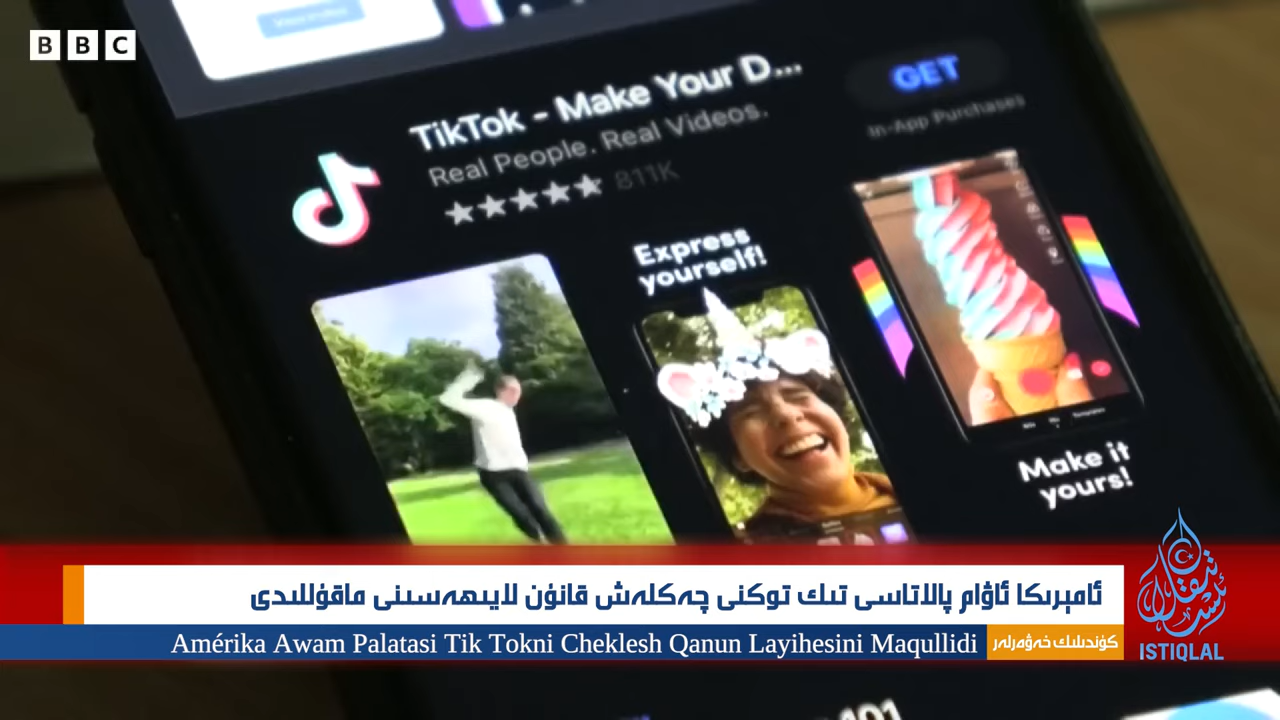 BBC
TikTok - Make Your D...
GET
Real People. Real Videos.
In-App Purchases
811K
Express
yourself!
Make it
yours!
ئامېرىكا ئاۋام پالاتاسى تىك توكنى چەكلەش قانۇن لايىھەسىنى ماقۇللىدى
Amérika Awam Palatasi Tik Tokni Cheklesh Qanun Layihesini Maqullidi
كۈندىلىك خەۋەرلەر
ئىستىقلال
ISTIQLAL